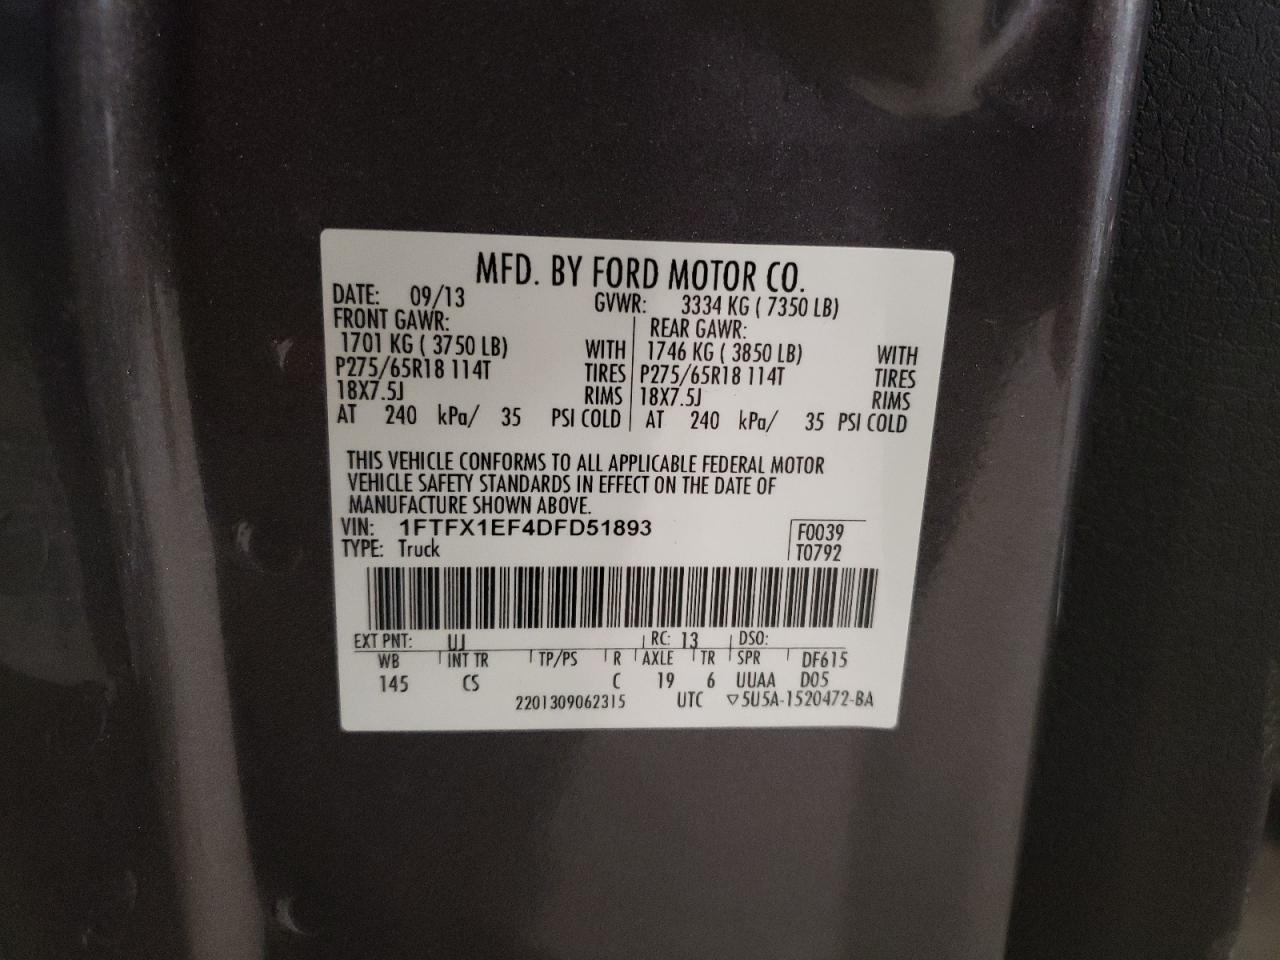 MFD. BY FORD MOTOR CO.
DATE: 09/13 GVWR: 3334 KG ( 7350 LB)
FRONT GAWR: REAR GAWR:
1701 KG ( 3750 LB) WITH 1746 KG ( 3850 LB) WITH
P275/65R18 114T TIRES P275/65R18 114T TIRES
18X7.5J RIMS 18X7.5J RIMS
AT 240 kPa/ 35 PSI COLD AT 240 kPa/ 35 PSI COLD
THIS VEHICLE CONFORMS TO ALL APPLICABLE FEDERAL MOTOR
VEHICLE SAFETY STANDARDS IN EFFECT ON THE DATE OF
MANUFACTURE SHOWN ABOVE.
VIN: 1FTFX1EF4DFD51893 F0039
TYPE: Truck T0792
EXT PNT: UJ RC: 13 DSO:
WB INT TR TP/PS R AXLE TR SPR DF615
145 CS C 19 6 UUAA D05
2201309062315 UTC ▽5U5A-1520472-BA